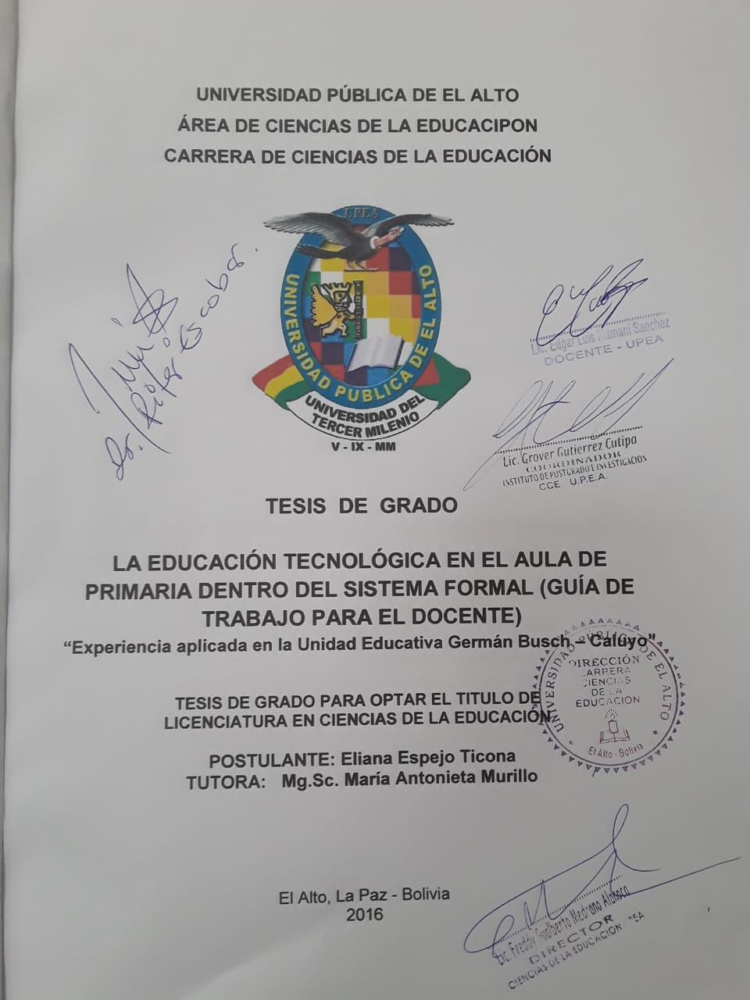 UNIVERSIDAD PÚBLICA DE EL ALTO
ÁREA DE CIENCIAS DE LA EDUCACIPON
CARRERA DE CIENCIAS DE LA EDUCACIÓN
UPEA
UNIVERSIDAD PUBLICA DE EL ALTO
UNIVERSIDAD DEL
TERCER MILENIO
V - IX - MM
Dr. Escobar.
Lic. Edgar Luis Mamani Sanchez
DOCENTE - UPEA
Lic. Grover Gutierrez Cutipa
COORDINADOR
INSTITUTO DE POSTGRADO E INVESTIGACION
CCE U.P.E.A.
TESIS DE GRADO
LA EDUCACIÓN TECNOLÓGICA EN EL AULA DE
PRIMARIA DENTRO DEL SISTEMA FORMAL (GUÍA DE
TRABAJO PARA EL DOCENTE)
“Experiencia aplicada en la Unidad Educativa Germán Busch – Caluyo”
UNIVERSIDAD PÚBLICA DE EL ALTO
DIRECCIÓN
CARRERA
CIENCIAS
DE LA
EDUCACION
El Alto - Bolivia
TESIS DE GRADO PARA OPTAR EL TITULO DE
LICENCIATURA EN CIENCIAS DE LA EDUCACIÓN
POSTULANTE: Eliana Espejo Ticona
TUTORA: Mg.Sc. María Antonieta Murillo
El Alto, La Paz - Bolivia
2016
Lic. Freddy Gualberto Medrano
DIRECTOR
CIENCIAS DE LA EDUCACIÓN